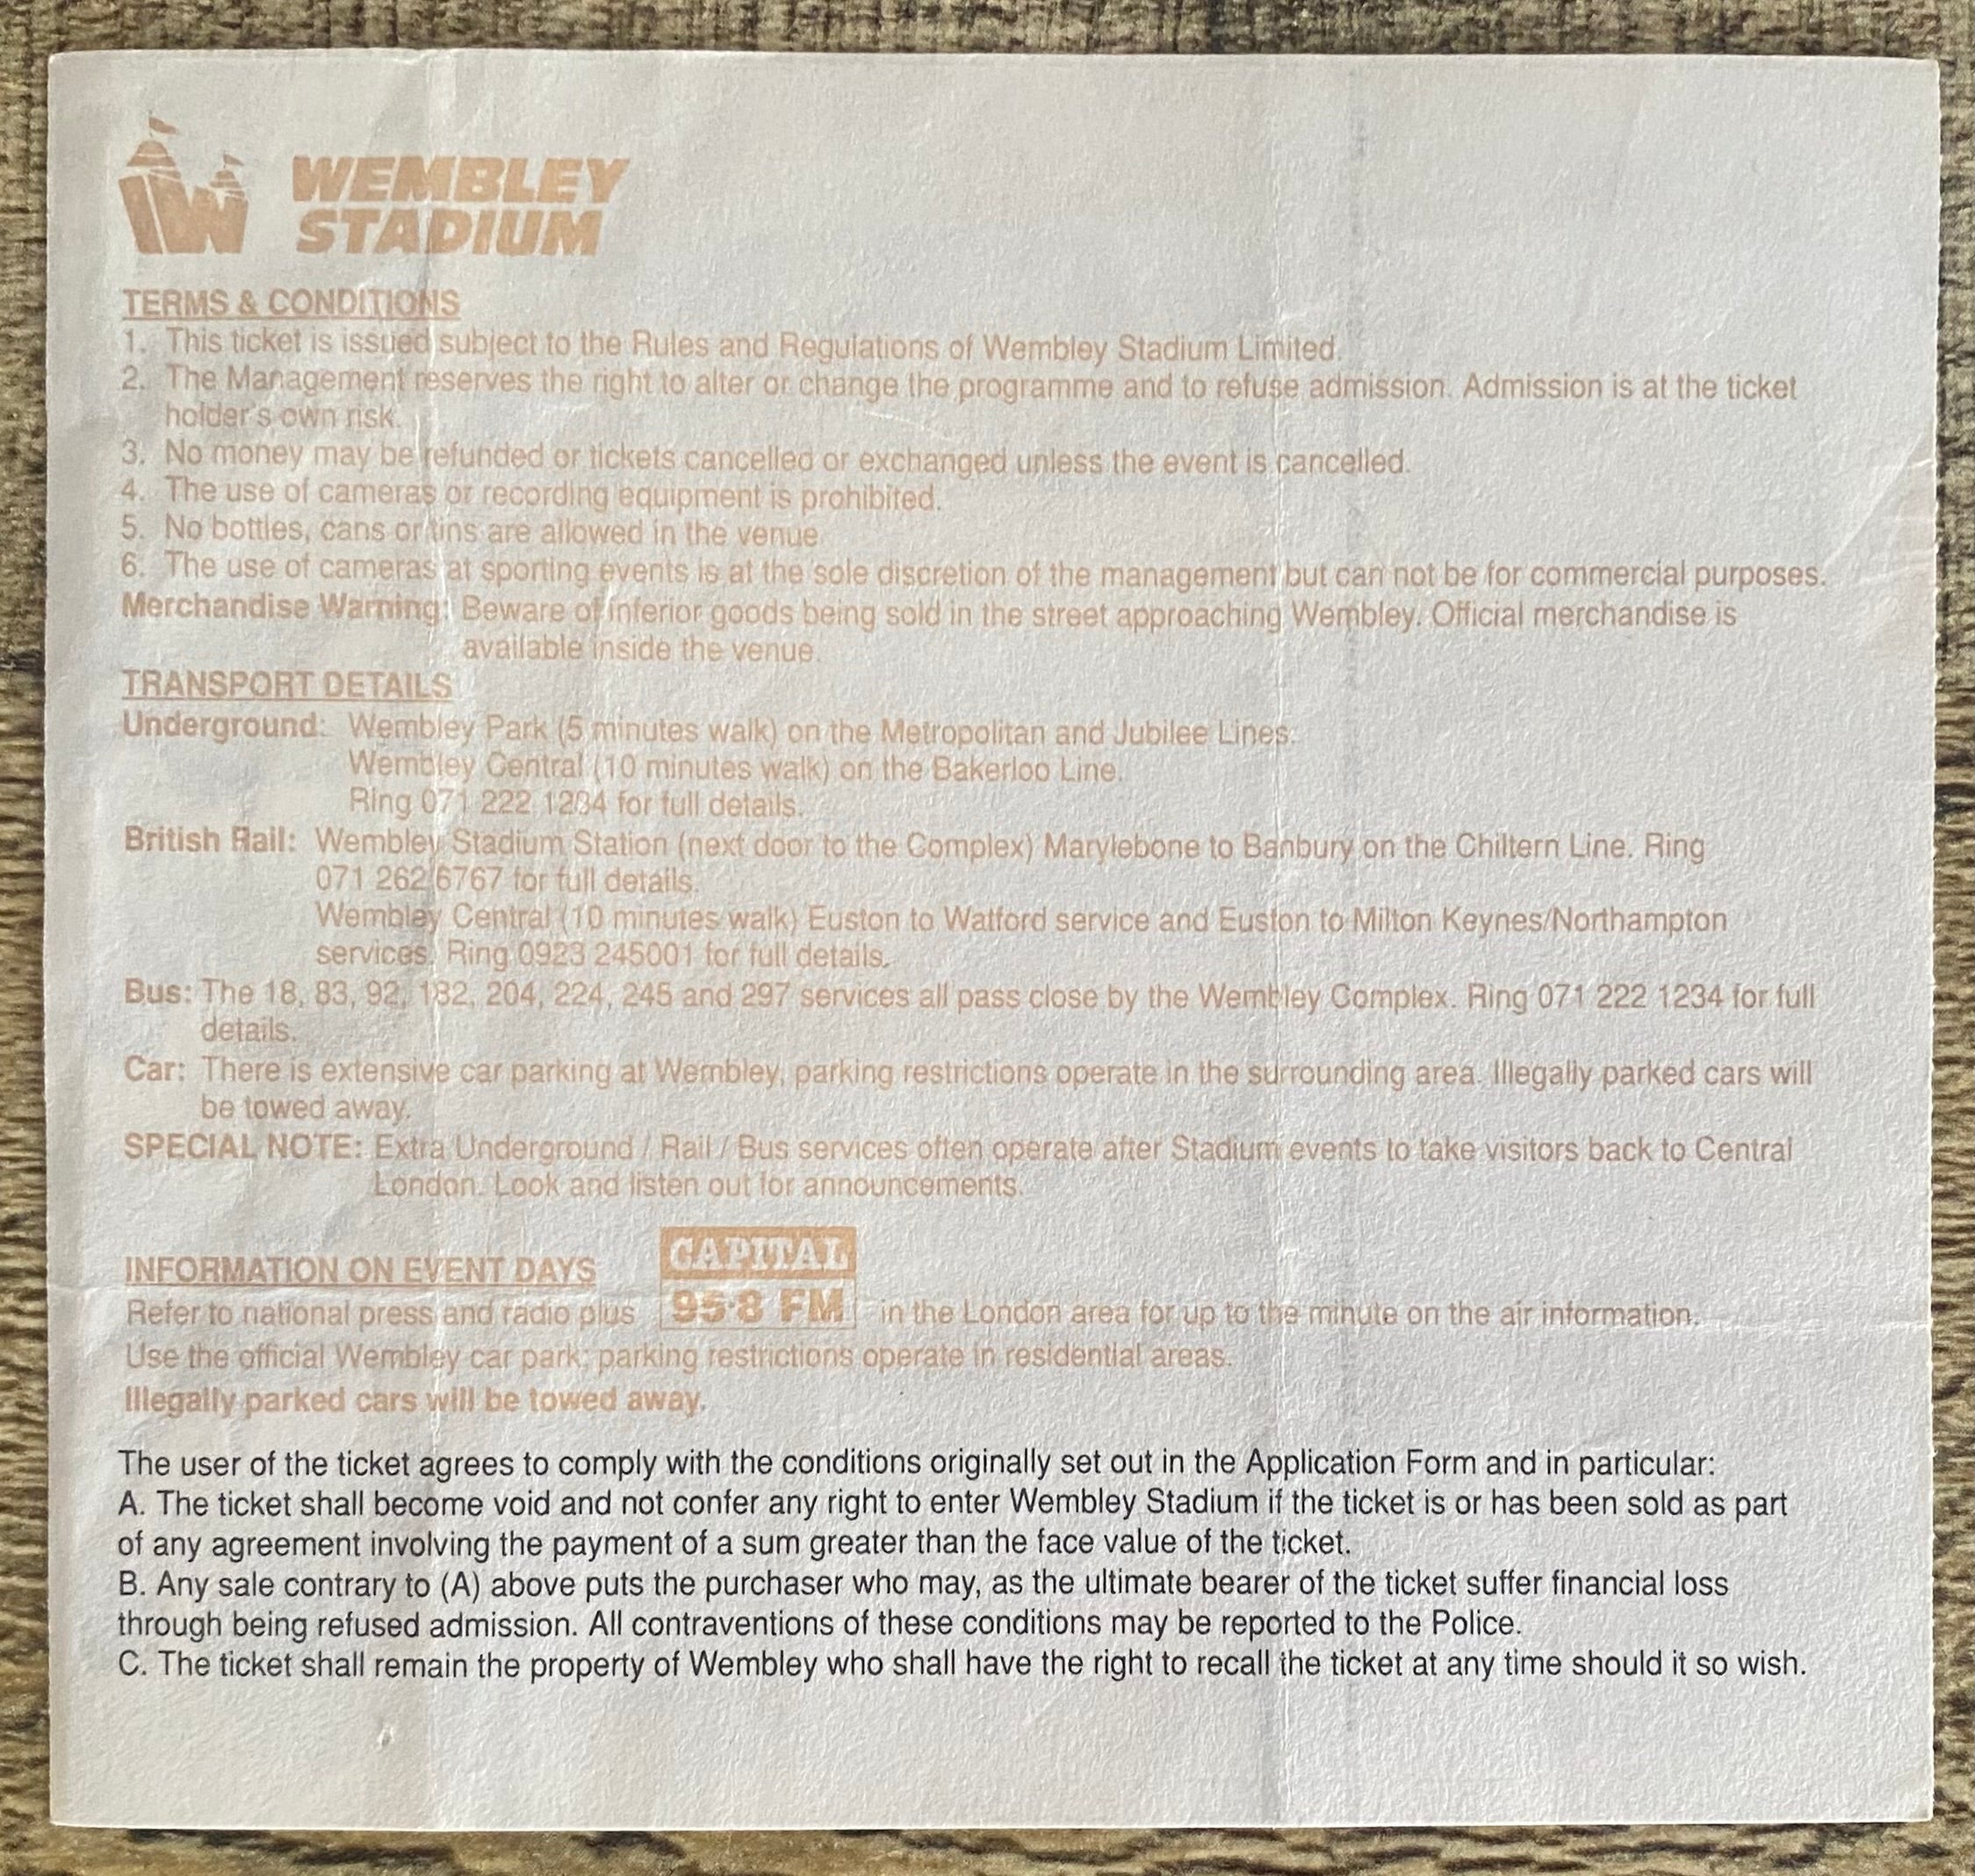 WEMBLEY
STADIUM
TERMS & CONDITIONS
1. This ticket is issued subject to the Rules and Regulations of Wembley Stadium Limited.
2. The Management reserves the right to alter or change the programme and to refuse admission. Admission is at the ticket
holder's own risk.
3. No money may be refunded or tickets cancelled or exchanged unless the event is cancelled.
4. The use of cameras or recording equipment is prohibited.
5. No bottles, cans or tins are allowed in the venue
6. The use of cameras at sporting events is at the sole discretion of the management but can not be for commercial purposes.
Merchandise Warning: Beware of inferior goods being sold in the street approaching Wembley. Official merchandise is
available inside the venue.
TRANSPORT DETAILS
Underground: Wembley Park (5 minutes walk) on the Metropolitan and Jubilee Lines.
Wembley Central (10 minutes walk) on the Bakerloo Line.
Ring 071 222 1234 for full details.
British Rail: Wembley Stadium Station (next door to the Complex) Marylebone to Banbury on the Chiltern Line. Ring
071 262 6767 for full details.
Wembley Central (10 minutes walk) Euston to Watford service and Euston to Milton Keynes/Northampton
services. Ring 0923 245001 for full details.
Bus: The 18, 83, 92, 182, 204, 224, 245 and 297 services all pass close by the Wembley Complex. Ring 071 222 1234 for full
details.
Car: There is extensive car parking at Wembley, parking restrictions operate in the surrounding area. Illegally parked cars will
be towed away.
SPECIAL NOTE: Extra Underground / Rail / Bus services often operate after Stadium events to take visitors back to Central
London. Look and listen out for announcements.
INFORMATION ON EVENT DAYS CAPITAL
Refer to national press and radio plus 95·8 FM in the London area for up to the minute on the air information.
Use the official Wembley car park; parking restrictions operate in residential areas.
Illegally parked cars will be towed away.
The user of the ticket agrees to comply with the conditions originally set out in the Application Form and in particular:
A. The ticket shall become void and not confer any right to enter Wembley Stadium if the ticket is or has been sold as part
of any agreement involving the payment of a sum greater than the face value of the ticket.
B. Any sale contrary to (A) above puts the purchaser who may, as the ultimate bearer of the ticket suffer financial loss
through being refused admission. All contraventions of these conditions may be reported to the Police.
C. The ticket shall remain the property of Wembley who shall have the right to recall the ticket at any time should it so wish.